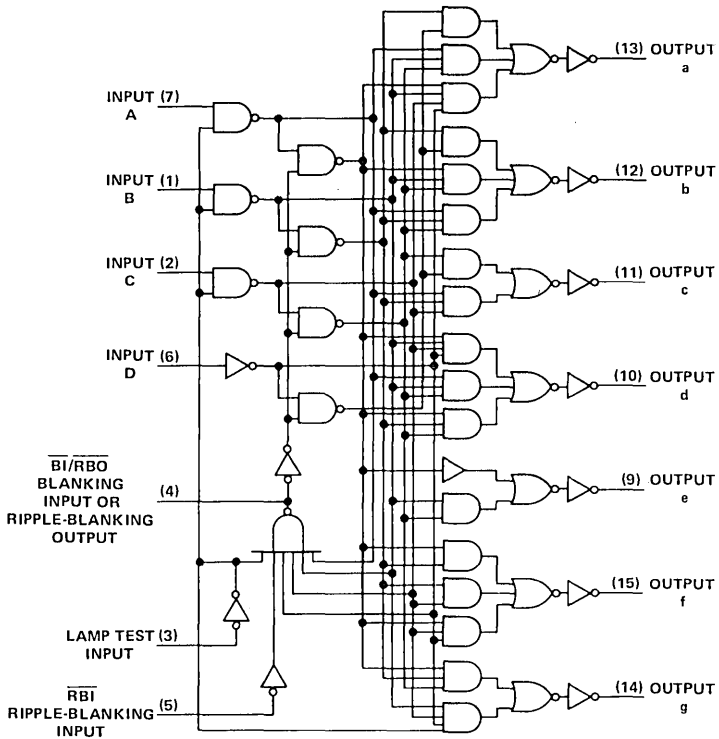 (13) OUTPUT
a
INPUT (7)
A
(12) OUTPUT
b
INPUT (1)
B
INPUT (2)
C
(11) OUTPUT
c
INPUT (6)
D
(10) OUTPUT
d
BI/RBO
BLANKING (4)
INPUT OR
RIPPLE-BLANKING
OUTPUT
(9) OUTPUT
e
(15) OUTPUT
f
LAMP TEST (3)
INPUT
RBI
(5)
RIPPLE-BLANKING
INPUT
(14) OUTPUT
g